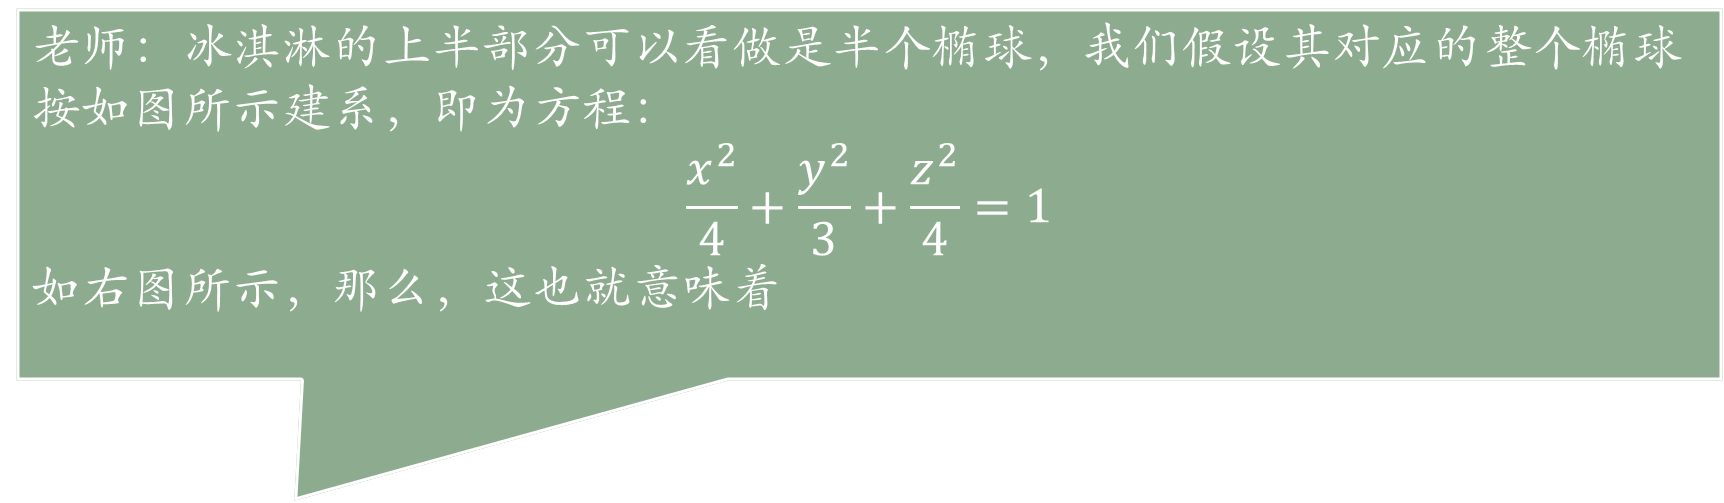 老师：冰淇淋的上半部分可以看做是半个椭球，我们假设其对应的整个椭球
按如图所示建系，即为方程：
x²/4 + y²/3 + z²/4 = 1
如右图所示，那么，这也就意味着